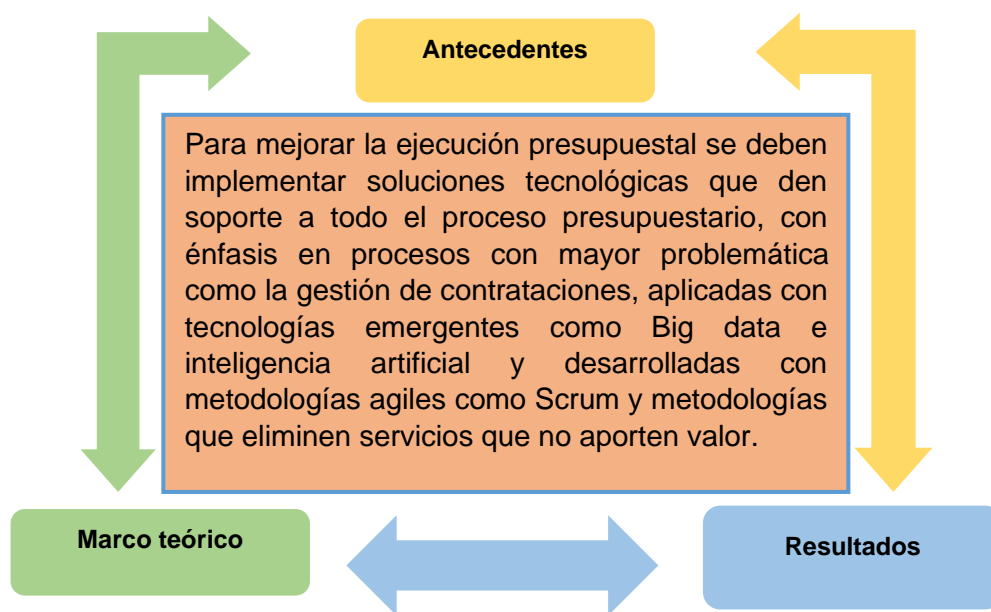 Antecedentes
Para mejorar la ejecución presupuestal se deben
implementar soluciones tecnológicas que den
soporte a todo el proceso presupuestario, con
énfasis en procesos con mayor problemática
como la gestión de contrataciones, aplicadas con
tecnologías emergentes como Big data e
inteligencia artificial y desarrolladas con
metodologías agiles como Scrum y metodologías
que eliminen servicios que no aporten valor.
Marco teórico
Resultados